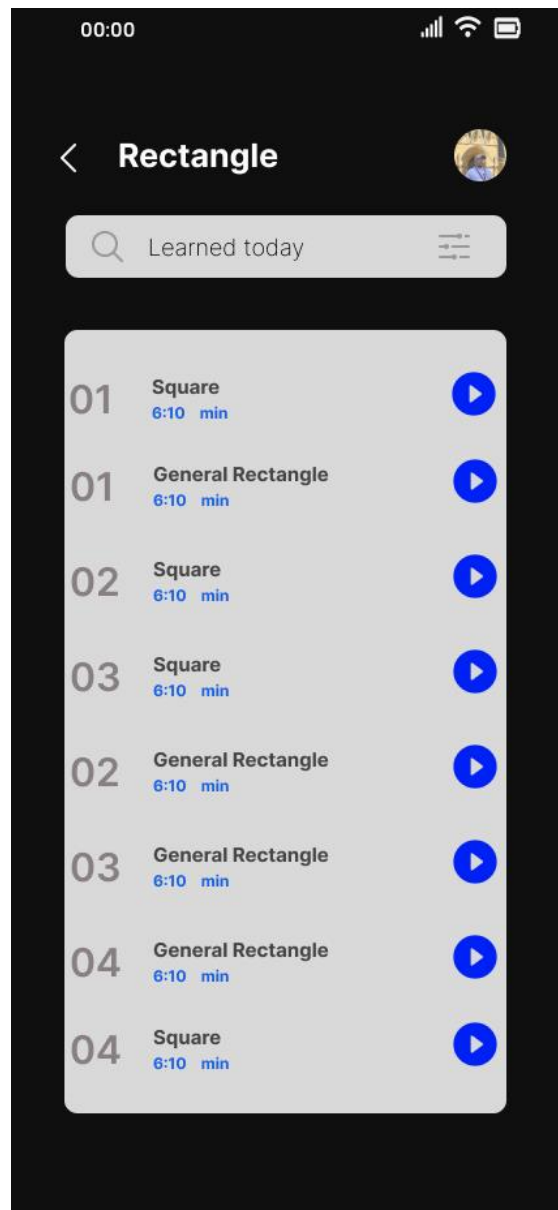 00:00
Rectangle
Learned today
01
Square
6:10 min
01
General Rectangle
6:10 min
02
Square
6:10 min
03
Square
6:10 min
02
General Rectangle
6:10 min
03
General Rectangle
6:10 min
04
General Rectangle
6:10 min
04
Square
6:10 min